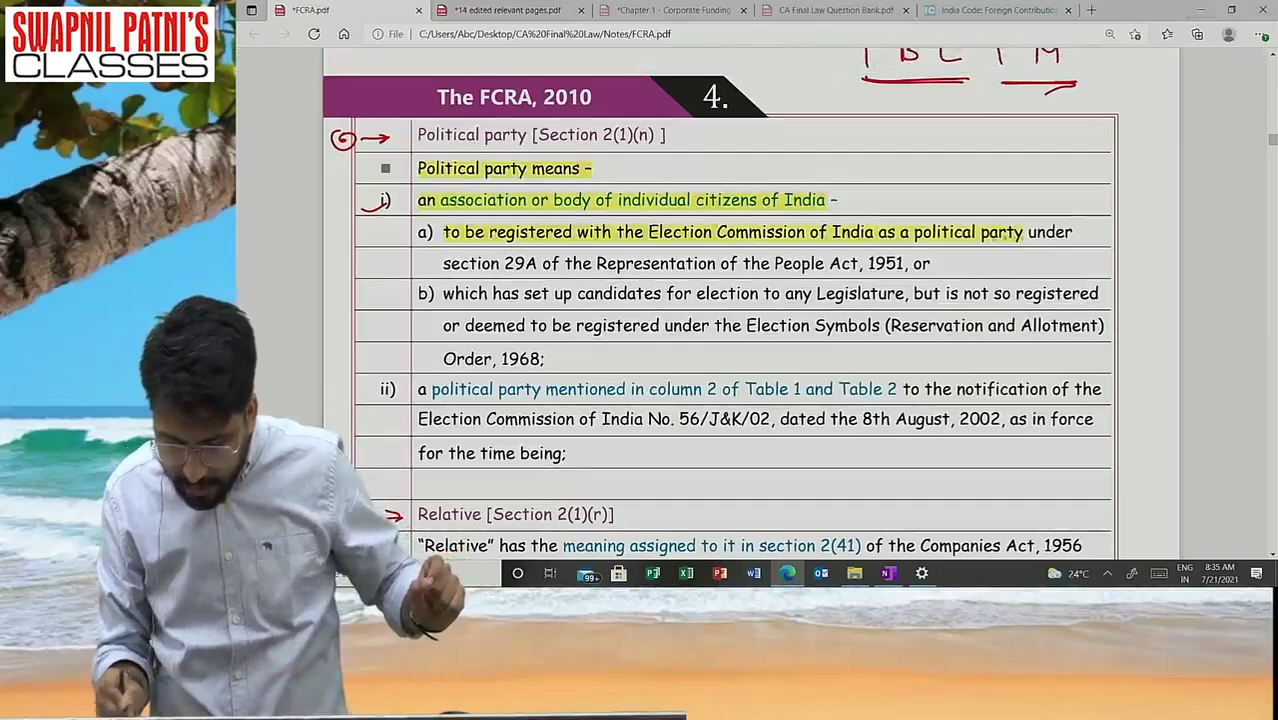 SWAPNIL PATNI'S
CLASSES
*FCRA.pdf
*14 edited relevant pages.pdf
*Chapter 1 - Corporate Funding
CA Final Law Question Bank.pdf
India Code: Foreign Contributio
File
C:/Users/Abc/Desktop/CA%20Final%20Law/Notes/FCRA.pdf
The FCRA, 2010
4.
Political party [Section 2(1)(n) ]
Political party means –
i) an association or body of individual citizens of India –
a) to be registered with the Election Commission of India as a political party under
section 29A of the Representation of the People Act, 1951, or
b) which has set up candidates for election to any Legislature, but is not so registered
or deemed to be registered under the Election Symbols (Reservation and Allotment)
Order, 1968;
ii) a political party mentioned in column 2 of Table 1 and Table 2 to the notification of the
Election Commission of India No. 56/J&K/02, dated the 8th August, 2002, as in force
for the time being;
Relative [Section 2(1)(r)]
"Relative" has the meaning assigned to it in section 2(41) of the Companies Act, 1956
99+
24°C
ENG
IN
8:35 AM
7/21/2021